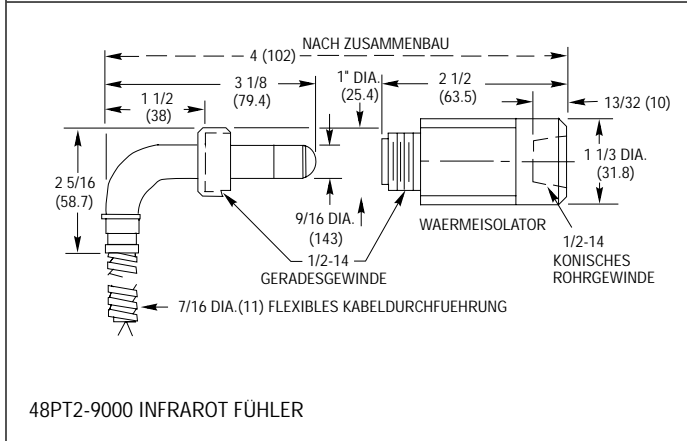 NACH ZUSAMMENBAU
4 (102)
3 1/8
(79.4)
1" DIA.
(25.4)
2 1/2
(63.5)
1 1/2
(38)
13/32 (10)
2 5/16
(58.7)
1 1/3 DIA.
(31.8)
9/16 DIA.
(143)
WAERMEISOLATOR
1/2-14
GERADESGEWINDE
1/2-14
KONISCHES
ROHRGEWINDE
7/16 DIA.(11) FLEXIBLES KABELDURCHFUEHRUNG
48PT2-9000 INFRAROT FÜHLER